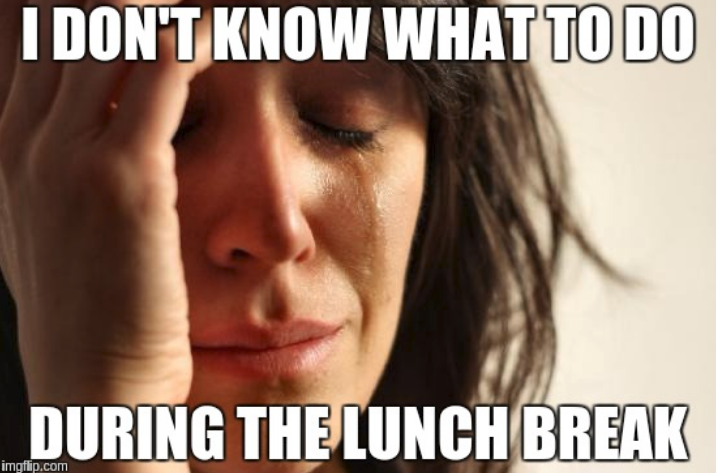 I DON'T KNOW WHAT TO DO
DURING THE LUNCH BREAK
imgflip.com